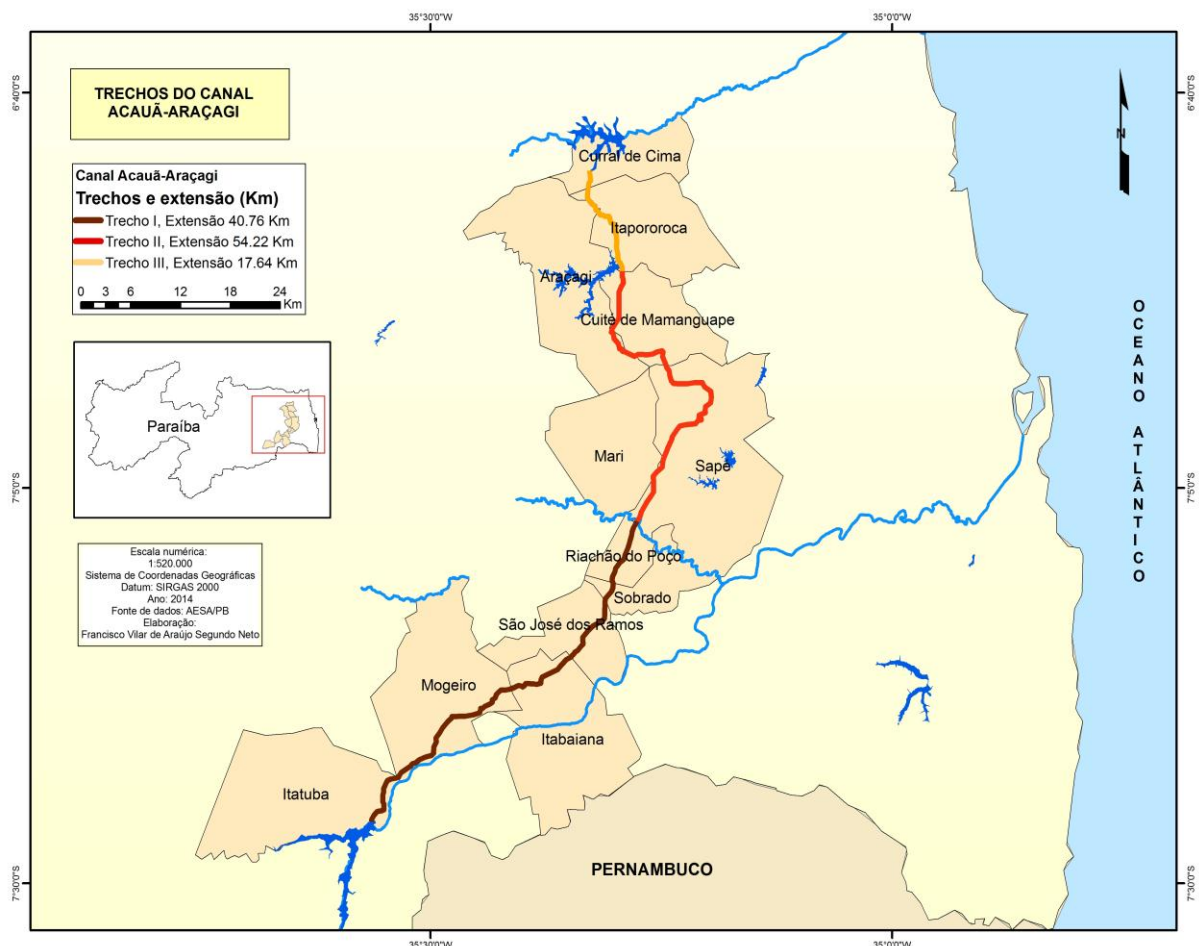 35°30'0"W
35°0'0"W
6°40'0"S
6°40'0"S
TRECHOS DO CANAL
ACAUÃ-ARAÇAGI
Canal Acauã-Araçagi
Trechos e extensão (Km)
Trecho I, Extensão 40.76 Km
Trecho II, Extensão 54.22 Km
Trecho III, Extensão 17.64 Km
0 3 6 12 18 24
Km
N
Curral de Cima
Itapororoca
Araçagi
Cuité de Mamanguape
OCEANO ATLÂNTICO
Paraíba
Mari
Sapé
7°5'0"S
7°5'0"S
Riachão do Poço
Sobrado
São José dos Ramos
Escala numérica:
1:520.000
Sistema de Coordenadas Geográficas
Datum: SIRGAS 2000
Ano: 2014
Fonte de dados: AESA/PB
Elaboração:
Francisco Vilar de Araújo Segundo Neto
Mogeiro
Itabaiana
Itatuba
PERNAMBUCO
7°30'0"S
7°30'0"S
35°30'0"W
35°0'0"W